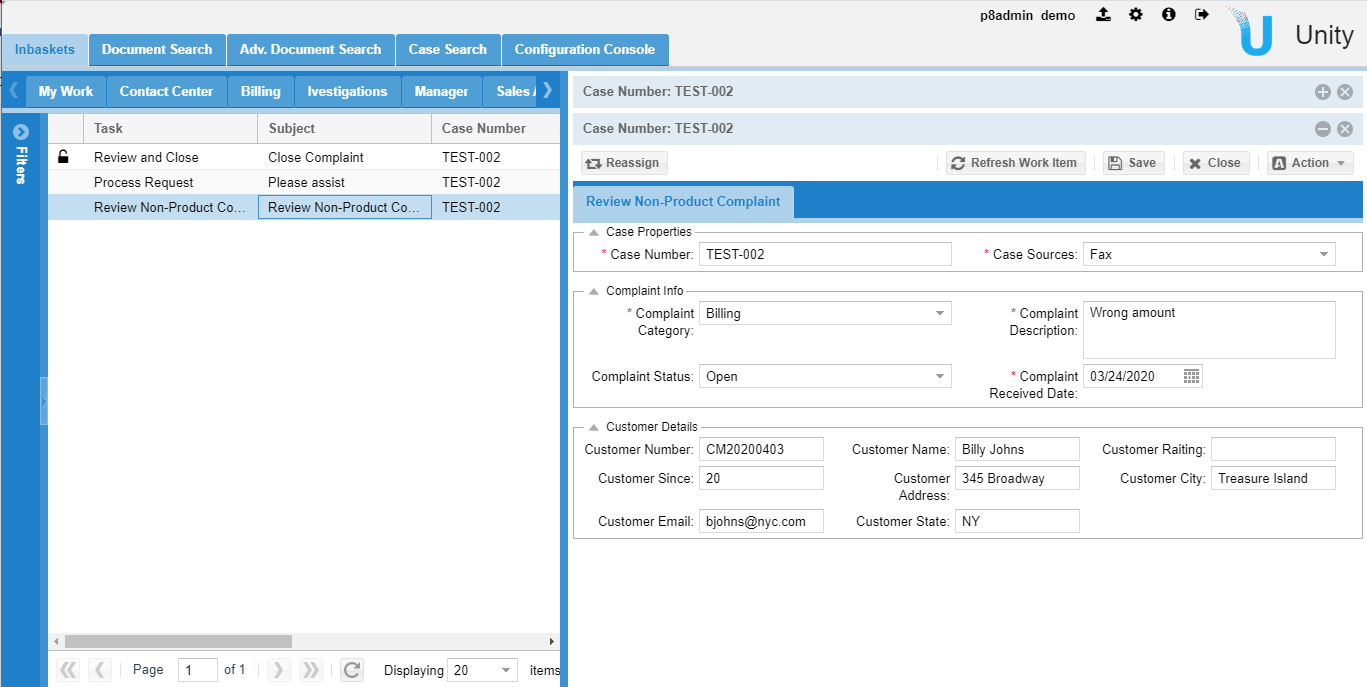 p8admin demo
Unity
Inbaskets Document Search Adv. Document Search Case Search Configuration Console
My Work Contact Center Billing Ivestigations Manager Sales
Filters
Task Subject Case Number
Review and Close Close Complaint TEST-002
Process Request Please assist TEST-002
Review Non-Product Co... Review Non-Product Co... TEST-002
Page 1 of 1 Displaying 20 items
Case Number: TEST-002
Case Number: TEST-002
Reassign Refresh Work Item Save Close Action
Review Non-Product Complaint
Case Properties
* Case Number: TEST-002 * Case Sources: Fax
Complaint Info
* Complaint Category: Billing * Complaint Description: Wrong amount
Complaint Status: Open * Complaint Received Date: 03/24/2020
Customer Details
Customer Number: CM20200403 Customer Name: Billy Johns Customer Raiting:
Customer Since: 20 Customer Address: 345 Broadway Customer City: Treasure Island
Customer Email: bjohns@nyc.com Customer State: NY